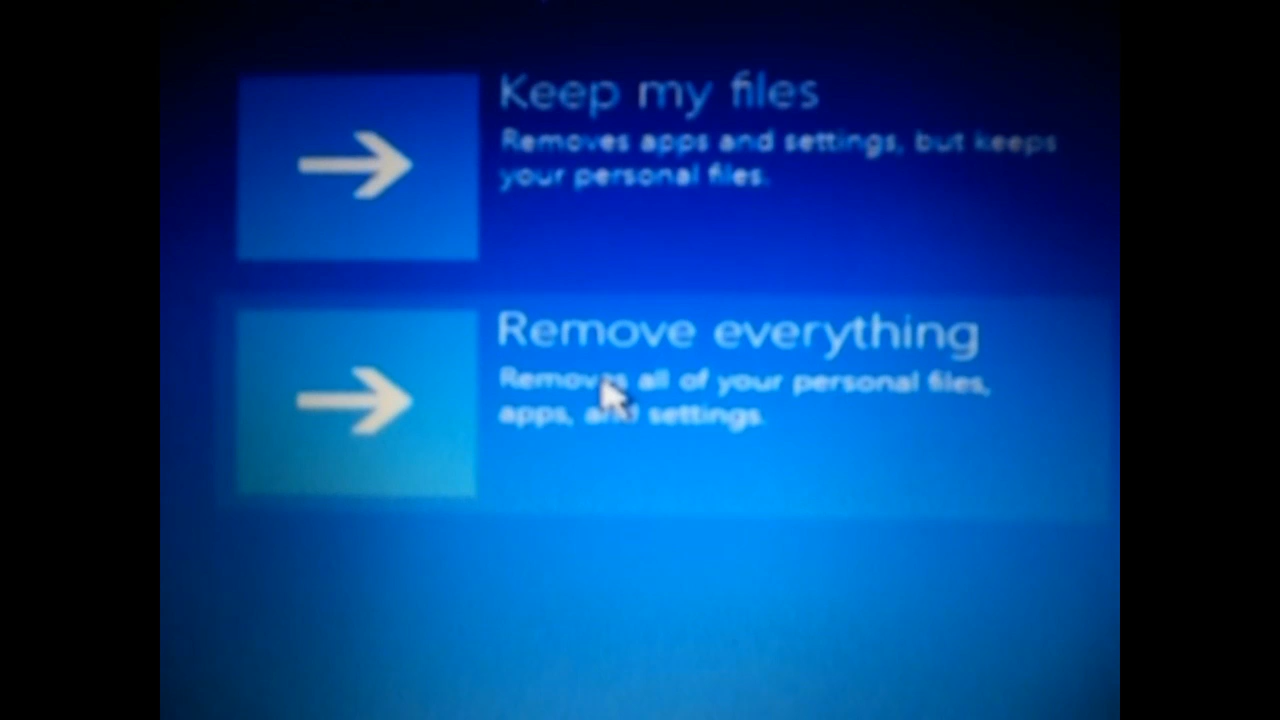 Keep my files
Removes apps and settings, but keeps
your personal files.
Remove everything
Removes all of your personal files,
apps, and settings.